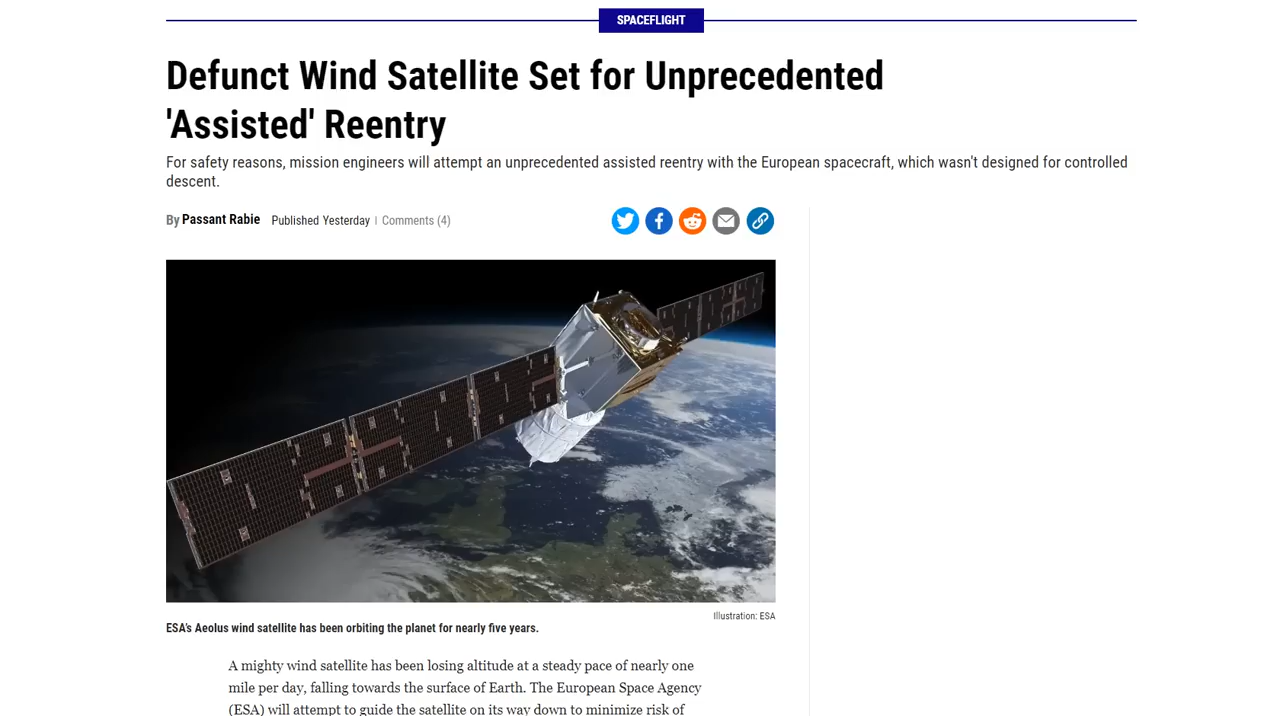 SPACEFLIGHT
Defunct Wind Satellite Set for Unprecedented
'Assisted' Reentry
For safety reasons, mission engineers will attempt an unprecedented assisted reentry with the European spacecraft, which wasn't designed for controlled
descent.
By Passant Rabie Published Yesterday | Comments (4)
Illustration: ESA
ESA's Aeolus wind satellite has been orbiting the planet for nearly five years.
A mighty wind satellite has been losing altitude at a steady pace of nearly one
mile per day, falling towards the surface of Earth. The European Space Agency
(ESA) will attempt to guide the satellite on its way down to minimize risk of